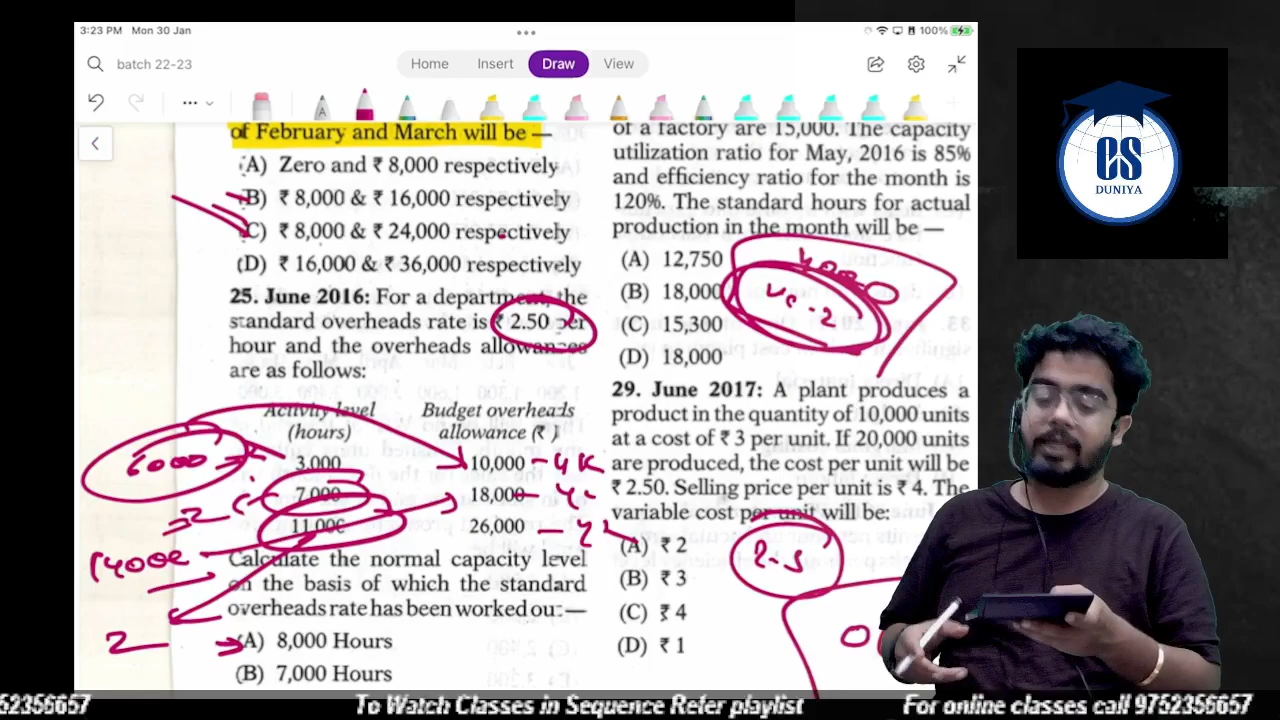 3:23 PM Mon 30 Jan
100%
batch 22-23
Home Insert Draw View
of February and March will be —
(A) Zero and ₹ 8,000 respectively
(B) ₹ 8,000 & ₹ 16,000 respectively
(C) ₹ 8,000 & ₹ 24,000 respectively
(D) ₹ 16,000 & ₹ 36,000 respectively
25. June 2016: For a department, the
standard overheads rate is ₹ 2.50 per
hour and the overheads allowances
are as follows:
Activity level Budget overheads
(hours) allowance (₹)
6000 3,000 10,000 - 4K
7,000 18,000
11,000 26,000
Calculate the normal capacity level
on the basis of which the standard
overheads rate has been worked out—
2
(A) 8,000 Hours
(B) 7,000 Hours
of a factory are 15,000. The capacity
utilization ratio for May, 2016 is 85%
and efficiency ratio for the month is
120%. The standard hours for actual
production in the month will be —
(A) 12,750
(B) 18,000
(C) 15,300
(D) 18,000
29. June 2017: A plant produces a
product in the quantity of 10,000 units
at a cost of ₹ 3 per unit. If 20,000 units
are produced, the cost per unit will be
₹ 2.50. Selling price per unit is ₹ 4. The
variable cost per unit will be:
(A) ₹ 2
(B) ₹ 3
(C) ₹ 4
(D) ₹ 1
2.5
CS
DUNIYA
52356657 To Watch Classes in Sequence Refer playlist For online classes call 9752356657